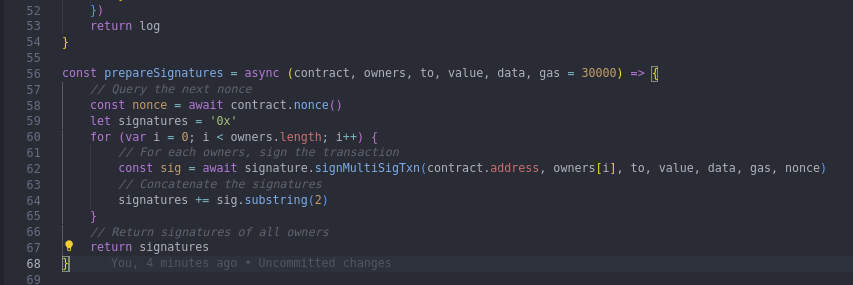 52 })
53 return log
54 }
55
56 const prepareSignatures = async (contract, owners, to, value, data, gas = 30000) => {
57 // Query the next nonce
58 const nonce = await contract.nonce()
59 let signatures = '0x'
60 for (var i = 0; i < owners.length; i++) {
61 // For each owners, sign the transaction
62 const sig = await signature.signMultiSigTxn(contract.address, owners[i], to, value, data, gas, nonce)
63 // Concatenate the signatures
64 signatures += sig.substring(2)
65 }
66 // Return signatures of all owners
67 return signatures
68 } You, 4 minutes ago • Uncommitted changes
69